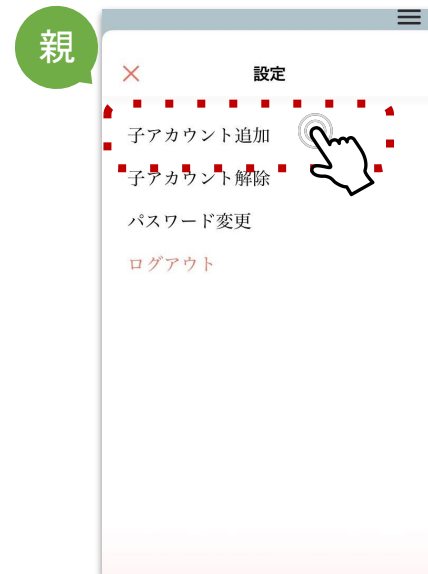 親
設定
子アカウント追加
子アカウント解除
パスワード変更
ログアウト